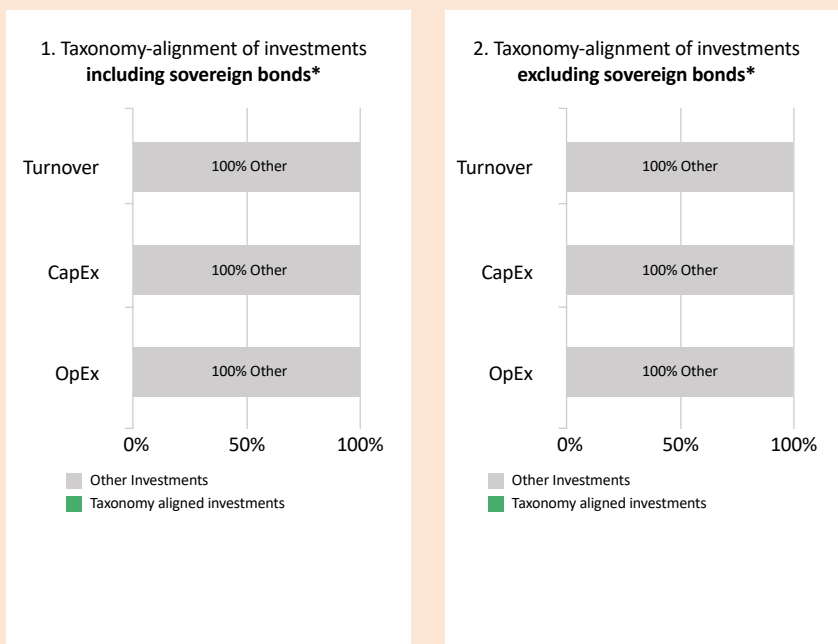 1. Taxonomy-alignment of investments
including sovereign bonds*
Turnover
100% Other
CapEx
100% Other
OpEx
100% Other
0%
50%
100%
Other Investments
Taxonomy aligned investments
2. Taxonomy-alignment of investments
excluding sovereign bonds*
Turnover
100% Other
CapEx
100% Other
OpEx
100% Other
0%
50%
100%
Other Investments
Taxonomy aligned investments